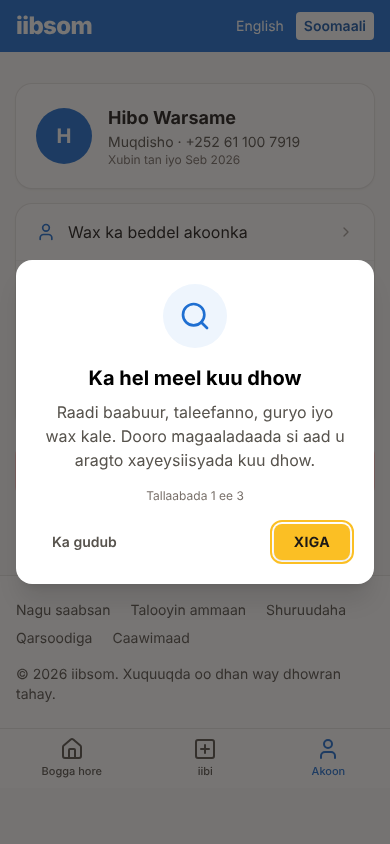 iibsom
English
Soomaali
H
Hibo Warsame
Muqdisho · +252 61 100 7919
Xubin tan iyo Seb 2026
Wax ka beddel akoonka
Ka hel meel kuu dhow
Raadi baabuur, taleefanno, guryo iyo
wax kale. Dooro magaaladaada si aad u
aragto xayeysiisyada kuu dhow.
Tallaabada 1 ee 3
Ka gudub
XIGA
Nagu saabsan
Talooyin ammaan
Shuruudaha
Qarsoodiga
Caawimaad
© 2026 iibsom. Xuquuqda oo dhan way dhowran
tahay.
Bogga hore
iibi
Akoon